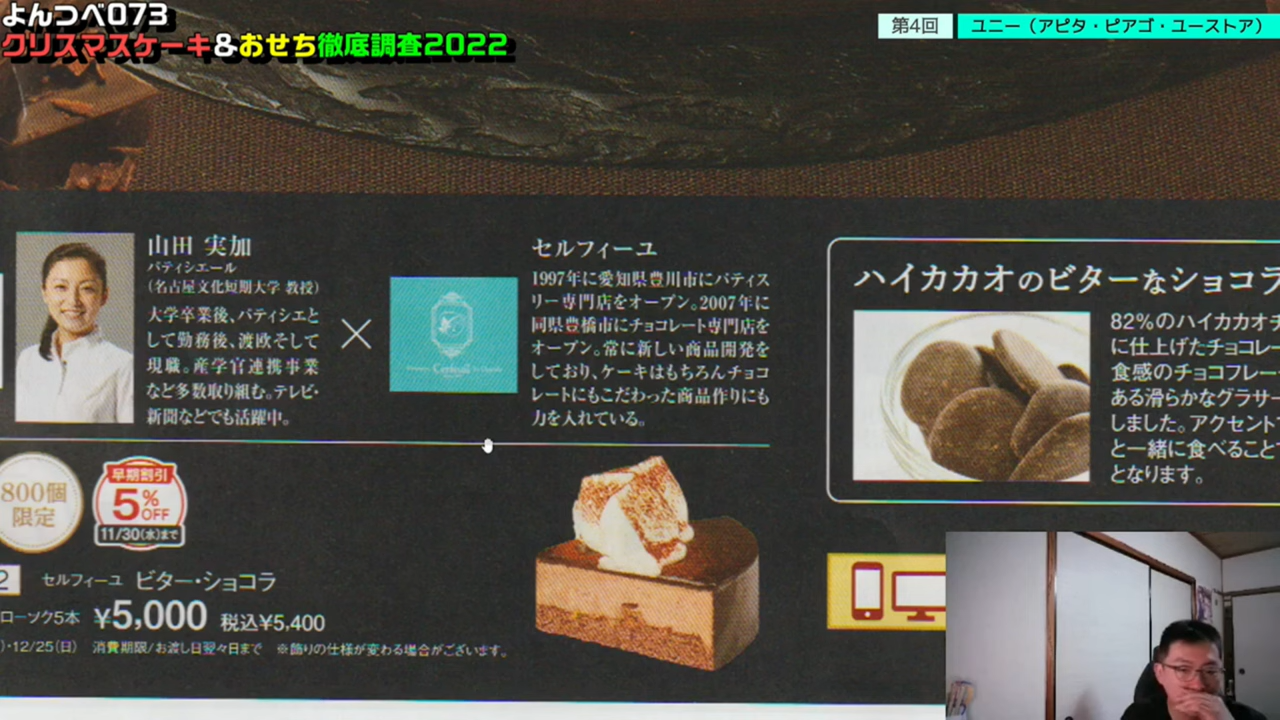 よんつべ073
クリスマスケーキ&おせち徹底調査2022
第4回 ユニー（アピタ・ピアゴ・ユーストア）
山田 実加
パティシエール
（名古屋文化短期大学 教授）
大学卒業後、パティシエと
して勤務後、渡欧そして
現職。産学官連携事業
など多数取り組む。テレビ・
新聞などでも活躍中。
×
セルフィーユ
1997年に愛知県豊川市にパティス
リー専門店をオープン。2007年に
同県豊橋市にチョコレート専門店を
オープン。常に新しい商品開発を
しており、ケーキはもちろんチョコ
レートにもこだわった商品作りにも
力を入れている。
ハイカカオのビターなショコラ
82%のハイカカオチ
に仕上げたチョコレー
食感のチョコフレー
ある滑らかなグラサー
しました。アクセント
と一緒に食べること
となります。
800個
限定
早期割引
5%
OFF
11/30(水)まで
2 セルフィーユ ビター・ショコラ
ローソク5本 ¥5,000 税込¥5,400
)・12/25(日) 消費期限/お渡し日翌々日まで ※飾りの仕様が変わる場合がございます。